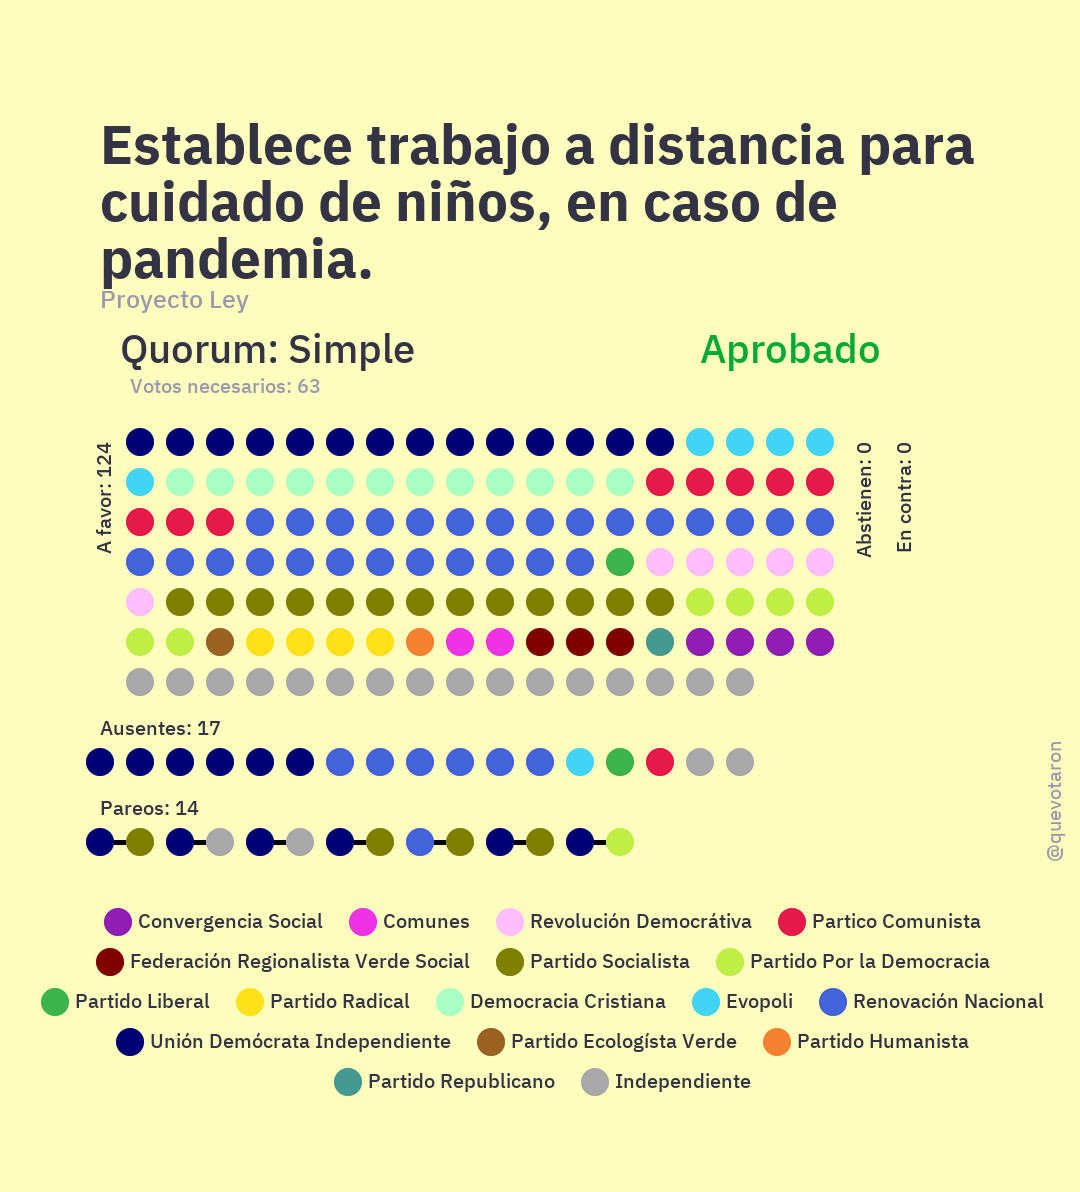 Establece trabajo a distancia para
cuidado de niños, en caso de
pandemia.
Proyecto Ley
Quorum: Simple
Aprobado
Votos necesarios: 63
A favor: 124
Abstienen: 0
En contra: 0
Ausentes: 17
Pareos: 14
@quevotaron
Convergencia Social Comunes Revolución Democrátiva Partico Comunista
Federación Regionalista Verde Social Partido Socialista Partido Por la Democracia
Partido Liberal Partido Radical Democracia Cristiana Evopoli Renovación Nacional
Unión Demócrata Independiente Partido Ecologísta Verde Partido Humanista
Partido Republicano Independiente